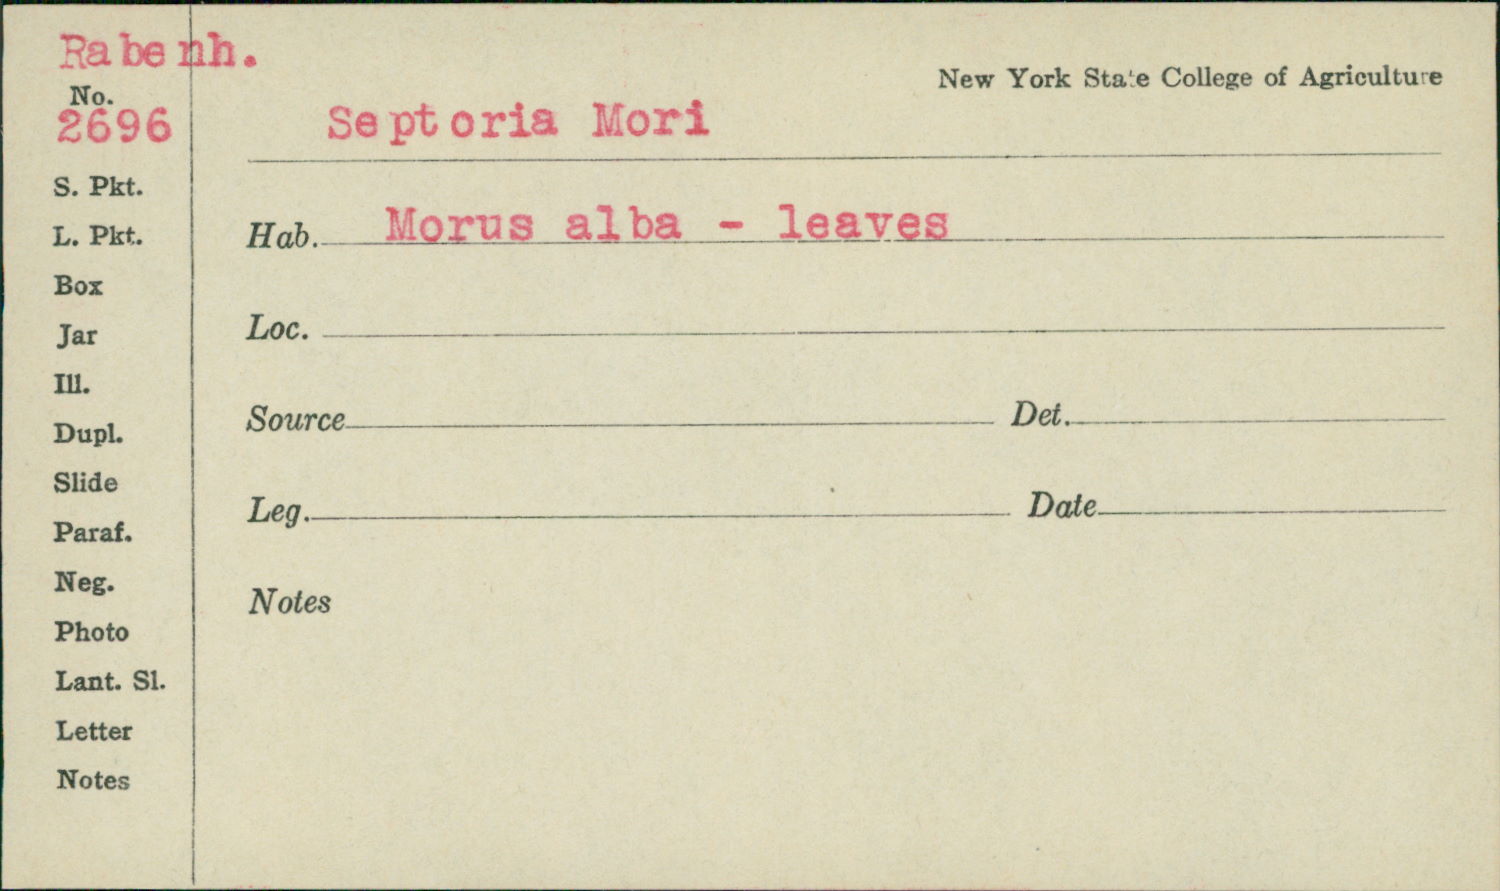 Rabenh.
New York State College of Agriculture
No.
2696
Septoria Mori
S. Pkt.
L. Pkt.
Hab. Morus alba - leaves
Box
Jar
Loc.
Ill.
Dupl.
Source Det.
Slide
Leg. Date
Paraf.
Neg.
Notes
Photo
Lant. Sl.
Letter
Notes